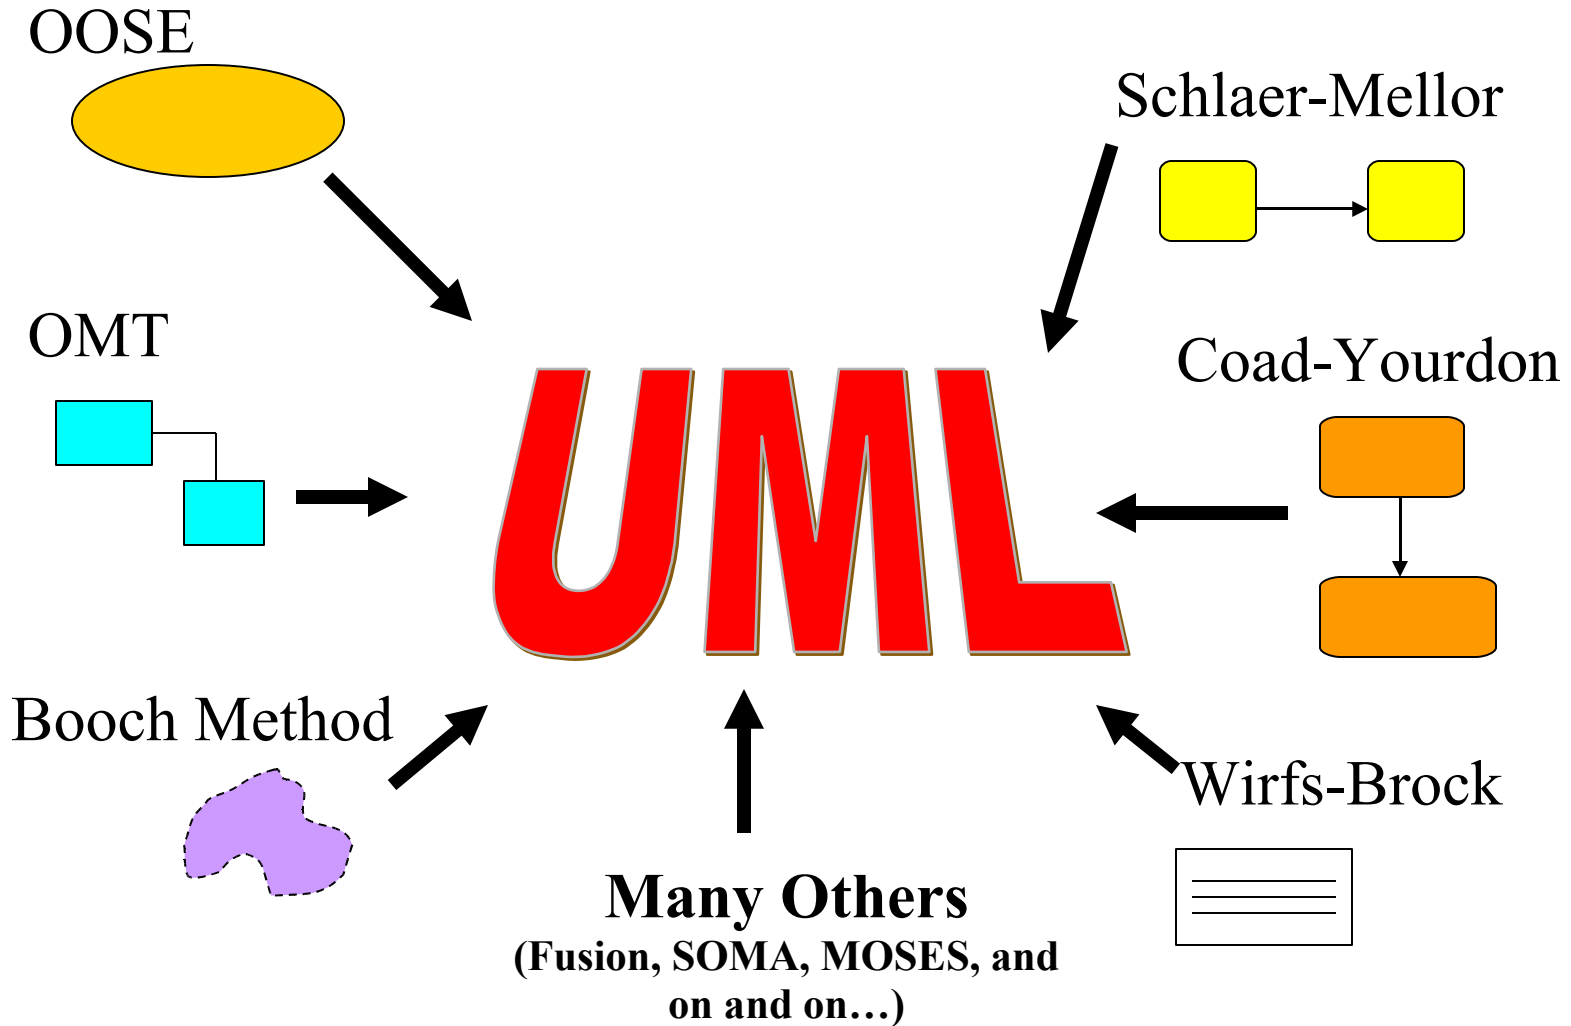 OOSE
Schlaer-Mellor
OMT
Coad-Yourdon
UML
Booch Method
Wirfs-Brock
Many Others
(Fusion, SOMA, MOSES, and
on and on…)